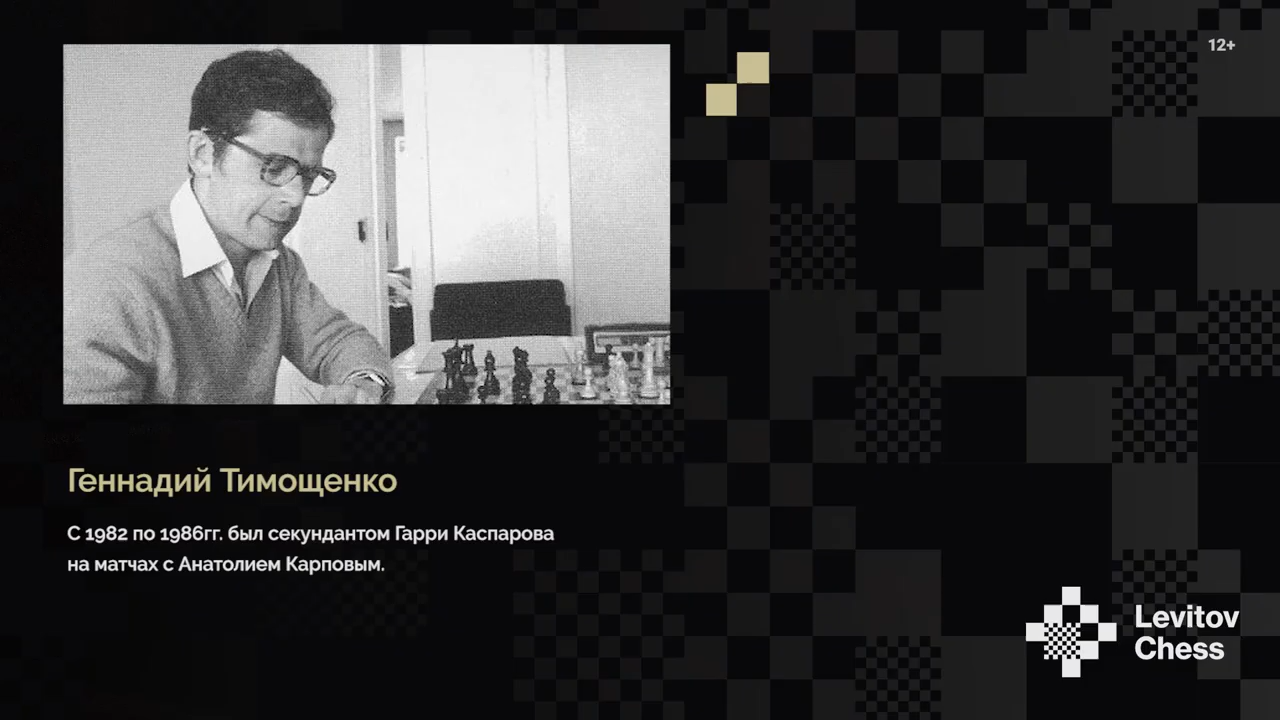 12+
Геннадий Тимощенко
С 1982 по 1986гг. был секундантом Гарри Каспарова
на матчах с Анатолием Карповым.
Levitov
Chess